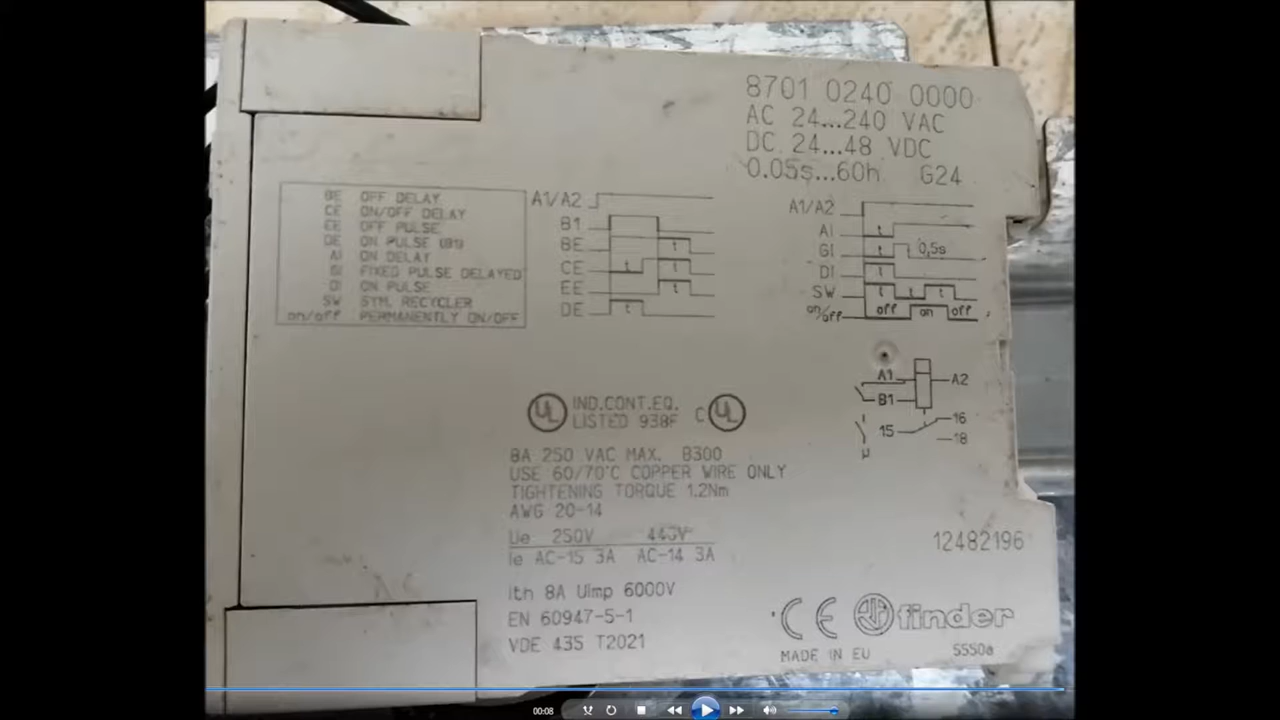 8701 0240 0000
AC 24...240 VAC
DC 24...48 VDC
0.05s...60h G24
BE OFF DELAY
CE ON/OFF DELAY
EE OFF PULSE
DE ON PULSE (B1)
AI ON DELAY
GI FIXED PULSE DELAYED
DI ON PULSE
SW SYM. RECYCLER
on/off PERMANENTLY ON/OFF
A1/A2
B1
BE t
CE t t
EE t
DE t
A1/A2
AI t
GI t 0,5s
DI t
SW t t t
on/off off on off
A1 A2
B1
15 16
18
µ
UL IND.CONT.EQ. C UL
LISTED 938F
8A 250 VAC MAX. B300
USE 60/70°C COPPER WIRE ONLY
TIGHTENING TORQUE 1.2Nm
AWG 20-14
Ue 250V 440V
Ie AC-15 3A AC-14 3A
Ith 8A Uimp 6000V
EN 60947-5-1
VDE 435 T2021
12482196
CE finder
MADE IN EU 5550a
00:08